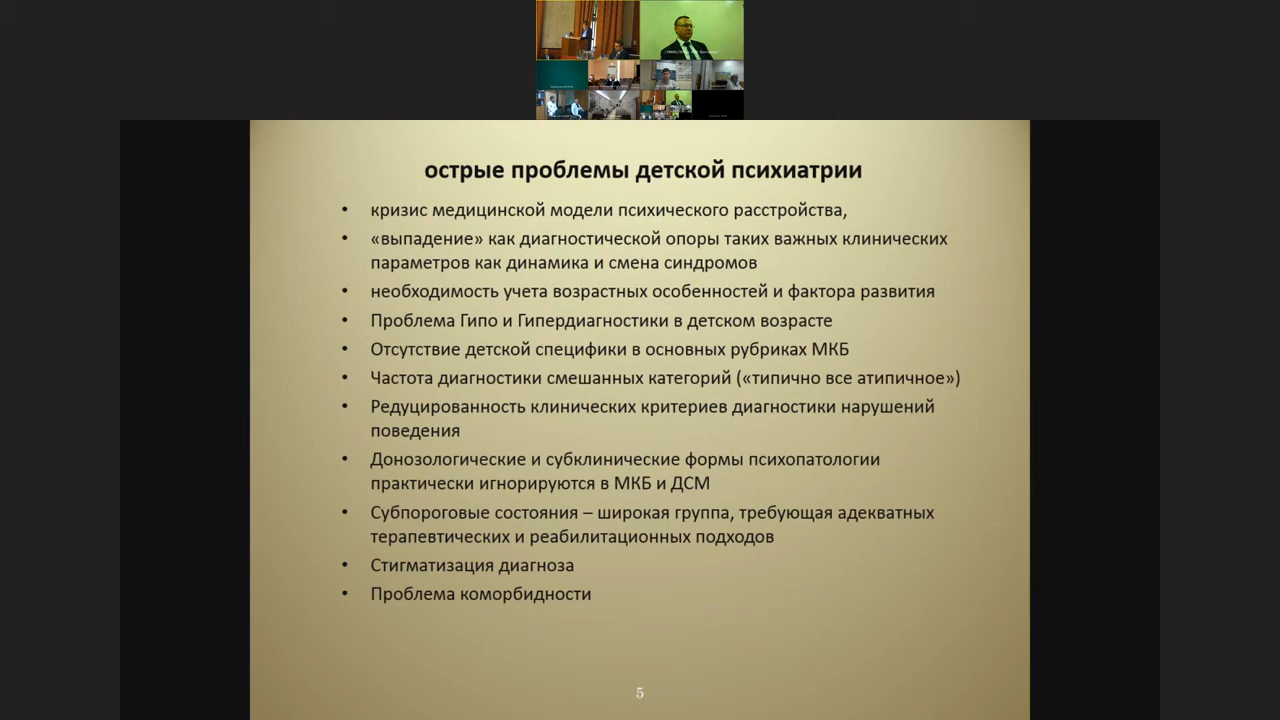 острые проблемы детской психиатрии
• кризис медицинской модели психического расстройства,
• «выпадение» как диагностической опоры таких важных клинических
параметров как динамика и смена синдромов
• необходимость учета возрастных особенностей и фактора развития
• Проблема Гипо и Гипердиагностики в детском возрасте
• Отсутствие детской специфики в основных рубриках МКБ
• Частота диагностики смешанных категорий («типично все атипичное»)
• Редуцированность клинических критериев диагностики нарушений
поведения
• Донозологические и субклинические формы психопатологии
практически игнорируются в МКБ и ДСМ
• Субпороговые состояния – широкая группа, требующая адекватных
терапевтических и реабилитационных подходов
• Стигматизация диагноза
• Проблема коморбидности
5